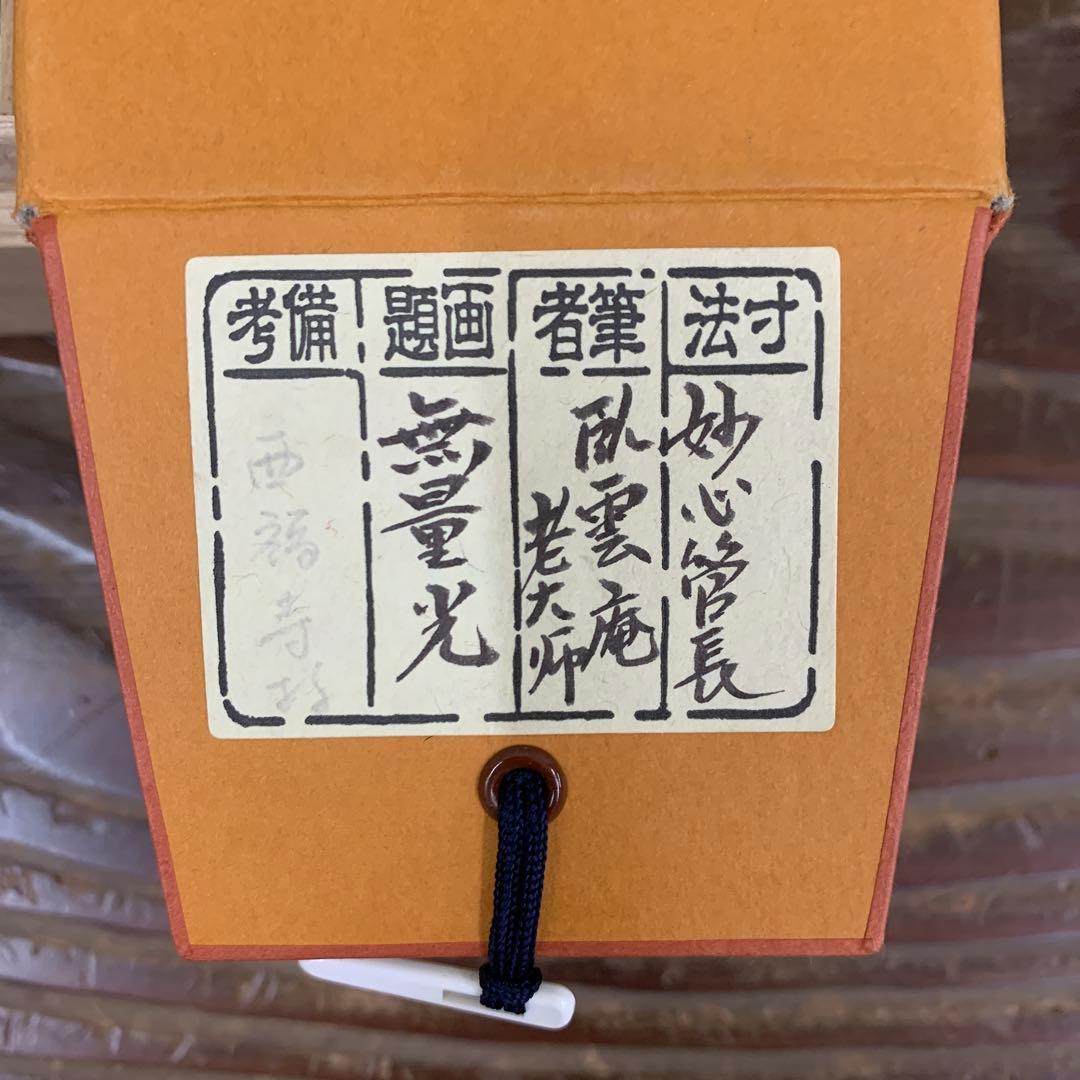 寸法
妙心管長
筆者
臥雲庵
老大师
画題
無量光
備考
西福寺